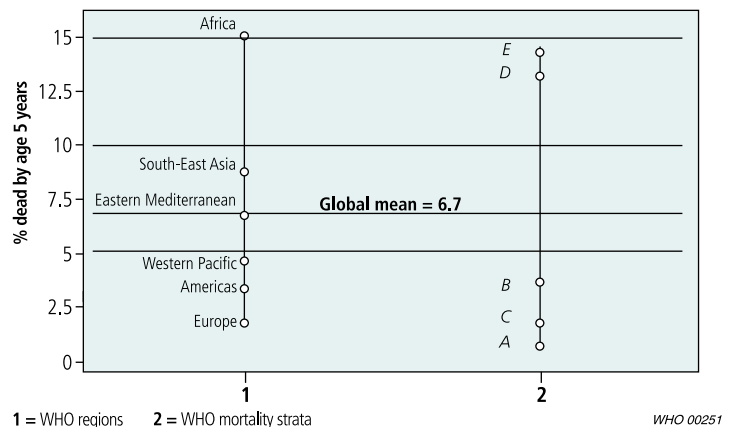 % dead by age 5 years
15
12.5
10
7.5
5
2.5
0
Africa
South-East Asia
Eastern Mediterranean
Western Pacific
Americas
Europe
Global mean = 6.7
E
D
B
C
A
1
2
1 = WHO regions 2 = WHO mortality strata
WHO 00251